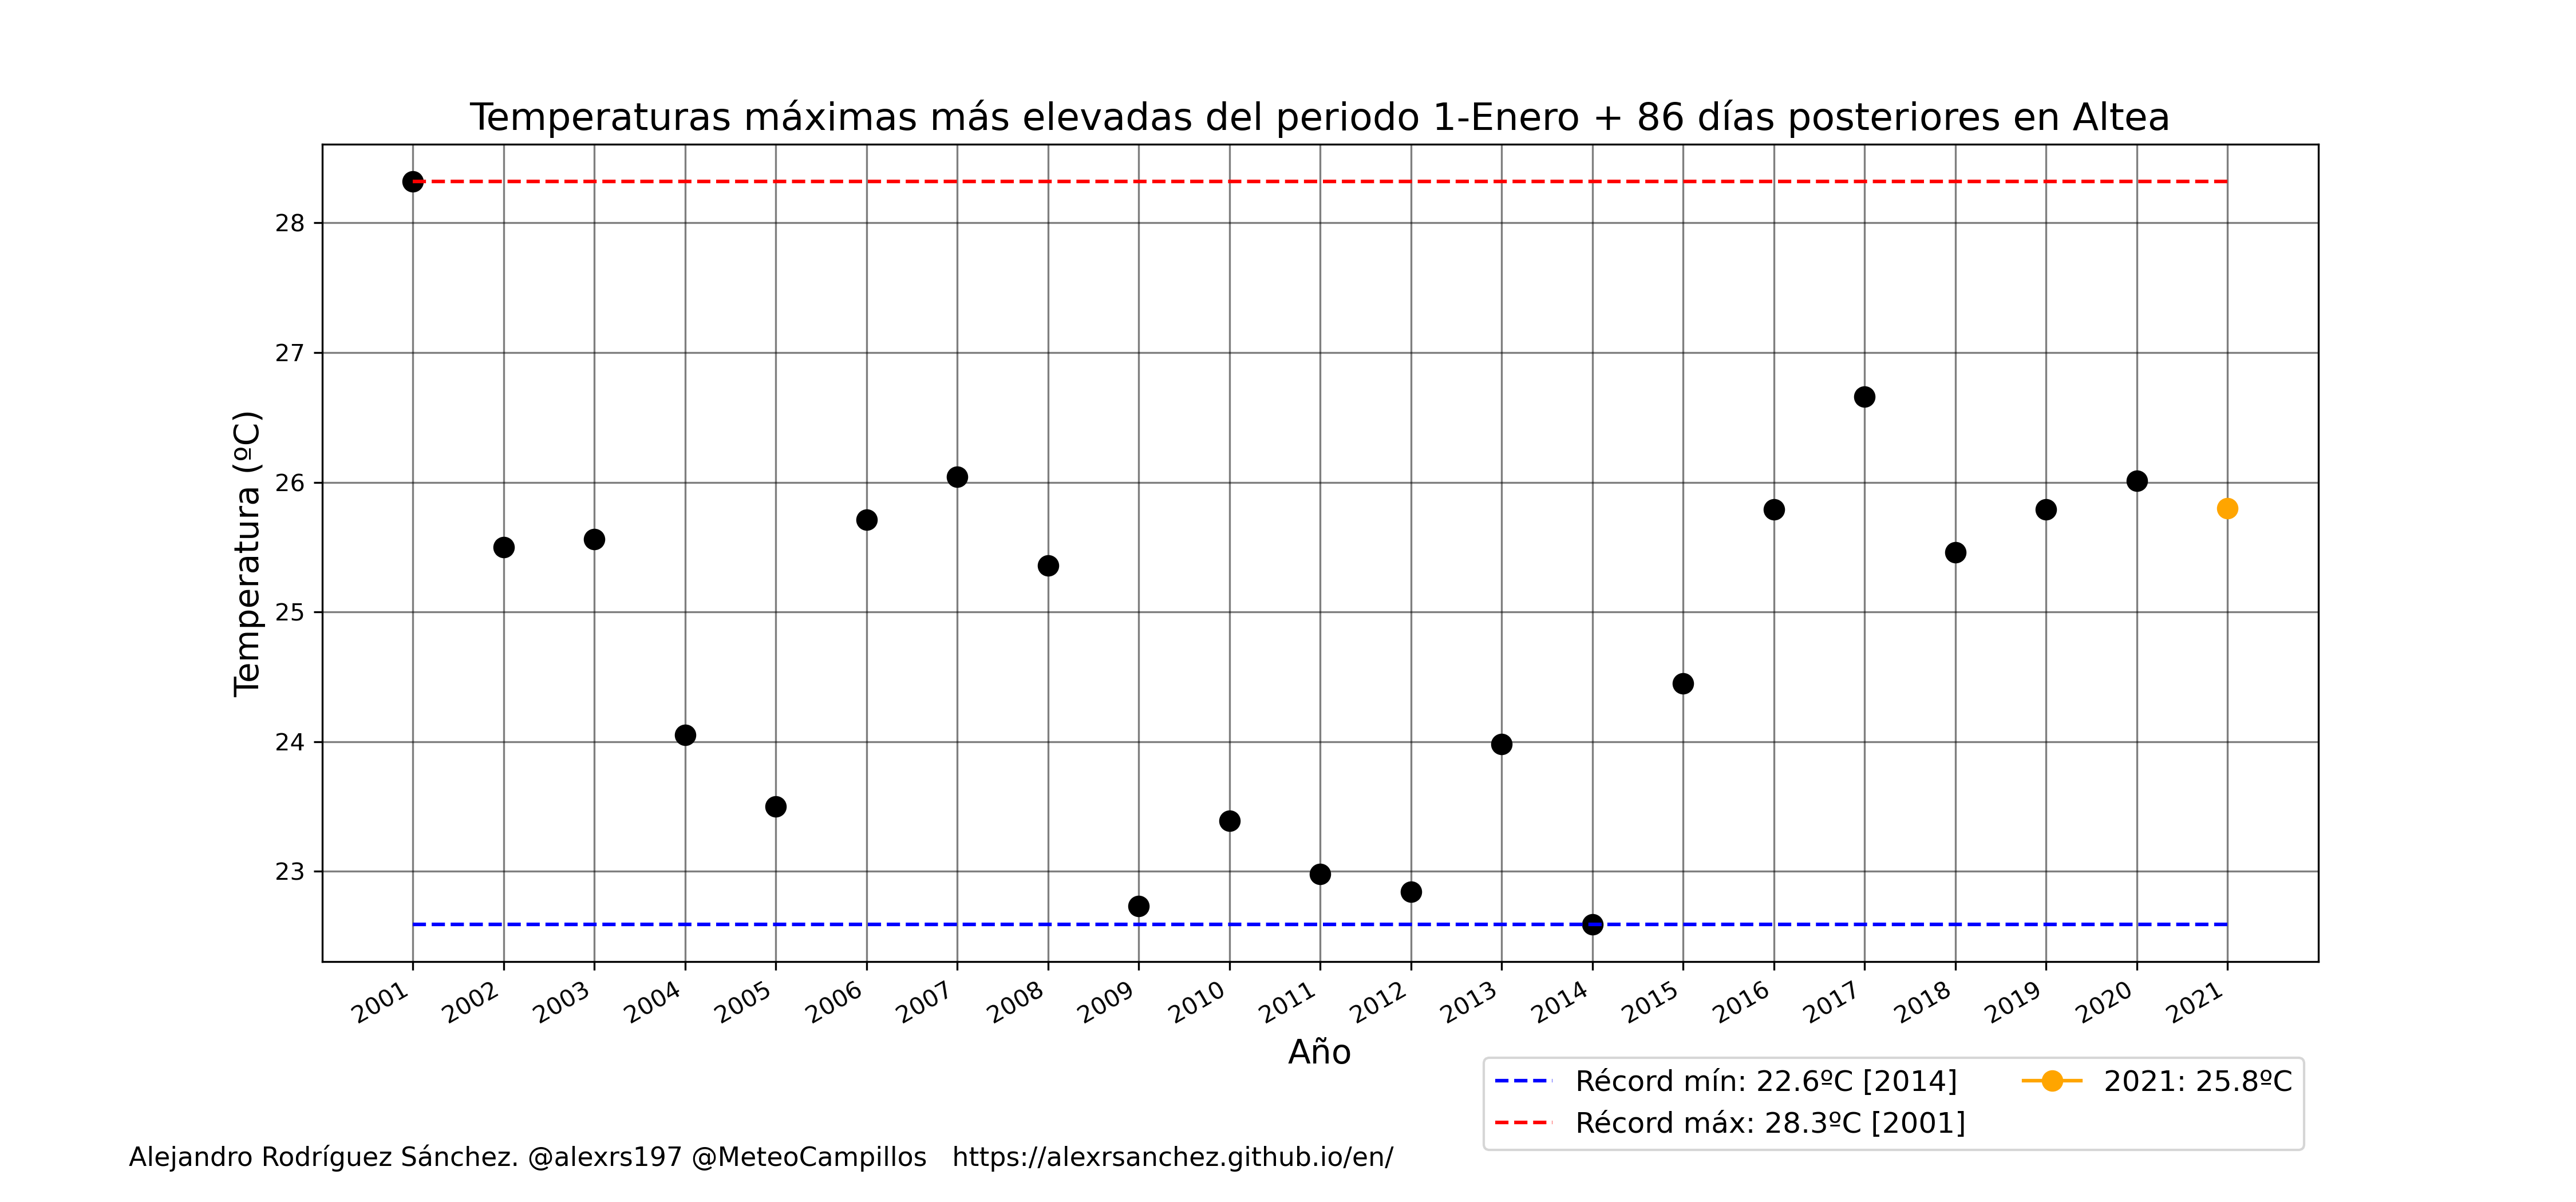 Temperaturas máximas más elevadas del periodo 1-Enero + 86 días posteriores en Altea
Temperatura (ºC)
28
27
26
25
24
23
2001 2002 2003 2004 2005 2006 2007 2008 2009 2010 2011 2012 2013 2014 2015 2016 2017 2018 2019 2020 2021
Año
Récord mín: 22.6ºC [2014]
Récord máx: 28.3ºC [2001]
2021: 25.8ºC
Alejandro Rodríguez Sánchez. @alexrs197 @MeteoCampillos https://alexrsanchez.github.io/en/